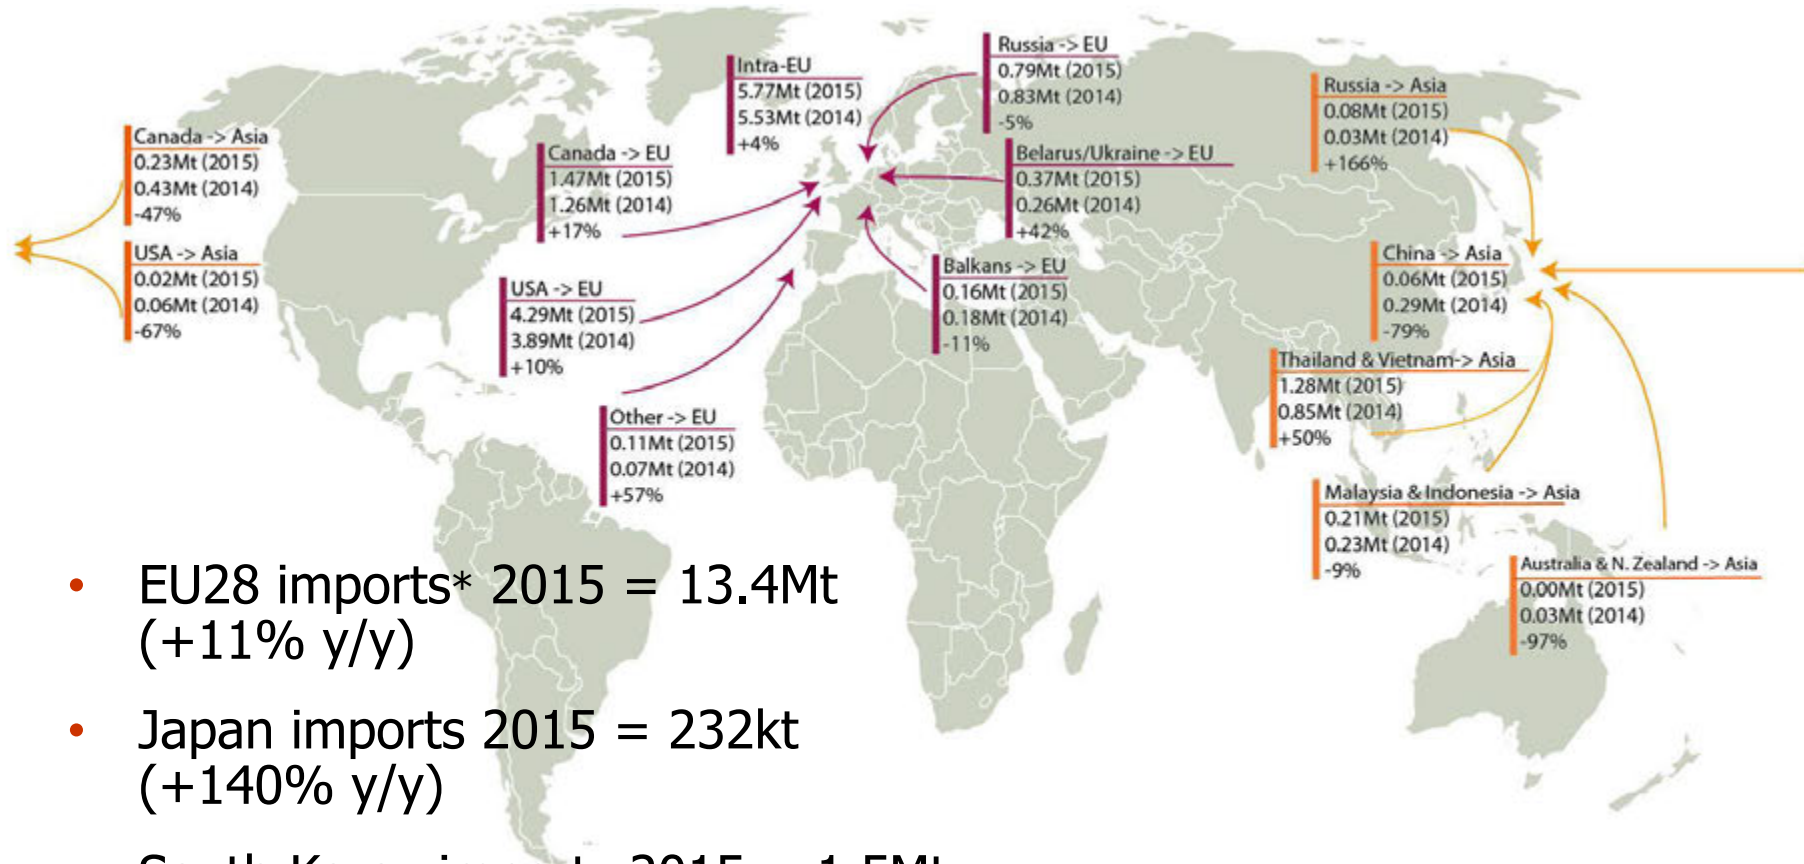 Canada -> Asia
0.23Mt (2015)
0.43Mt (2014)
-47%
USA -> Asia
0.02Mt (2015)
0.06Mt (2014)
-67%
Intra-EU
5.77Mt (2015)
5.53Mt (2014)
+4%
Canada -> EU
1.47Mt (2015)
1.26Mt (2014)
+17%
USA -> EU
4.29Mt (2015)
3.89Mt (2014)
+10%
Other -> EU
0.11Mt (2015)
0.07Mt (2014)
+57%
Russia -> EU
0.79Mt (2015)
0.83Mt (2014)
-5%
Belarus/Ukraine -> EU
0.37Mt (2015)
0.26Mt (2014)
+42%
Balkans -> EU
0.16Mt (2015)
0.18Mt (2014)
-11%
Russia -> Asia
0.08Mt (2015)
0.03Mt (2014)
+166%
China -> Asia
0.06Mt (2015)
0.29Mt (2014)
-79%
Thailand & Vietnam-> Asia
1.28Mt (2015)
0.85Mt (2014)
+50%
Malaysia & Indonesia -> Asia
0.21Mt (2015)
0.23Mt (2014)
-9%
Australia & N. Zealand -> Asia
0.00Mt (2015)
0.03Mt (2014)
-97%
• EU28 imports* 2015 = 13.4Mt
(+11% y/y)
• Japan imports 2015 = 232kt
(+140% y/y)
South Korea imports 2015 = 1.5Mt